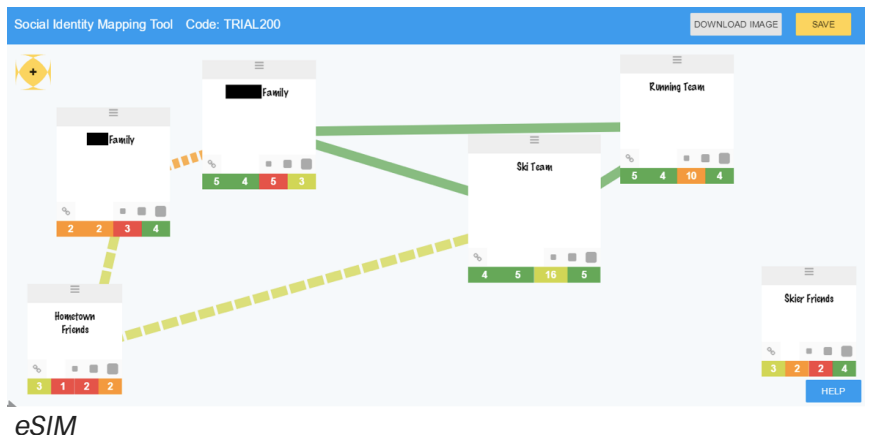 Social Identity Mapping Tool Code: TRIAL200
DOWNLOAD IMAGE
SAVE
+
Family
5 4 5 3
Running Team
5 4 10 4
Family
2 2 3 4
Ski Team
4 5 16 5
Hometown
Friends
3 1 2 2
Skier Friends
3 2 2 4
HELP
eSIM